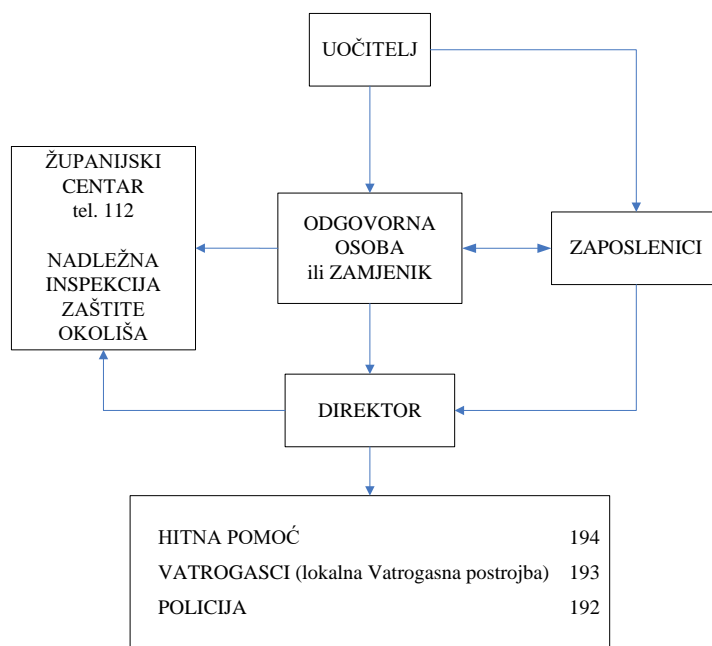 UOČITELJ
ŽUPANIJSKI
CENTAR
tel. 112
NADLEŽNA
INSPEKCIJA
ZAŠTITE
OKOLIŠA
ODGOVORNA
OSOBA
ili ZAMJENIK
ZAPOSLENICI
DIREKTOR
HITNA POMOĆ 194
VATROGASCI (lokalna Vatrogasna postrojba) 193
POLICIJA 192